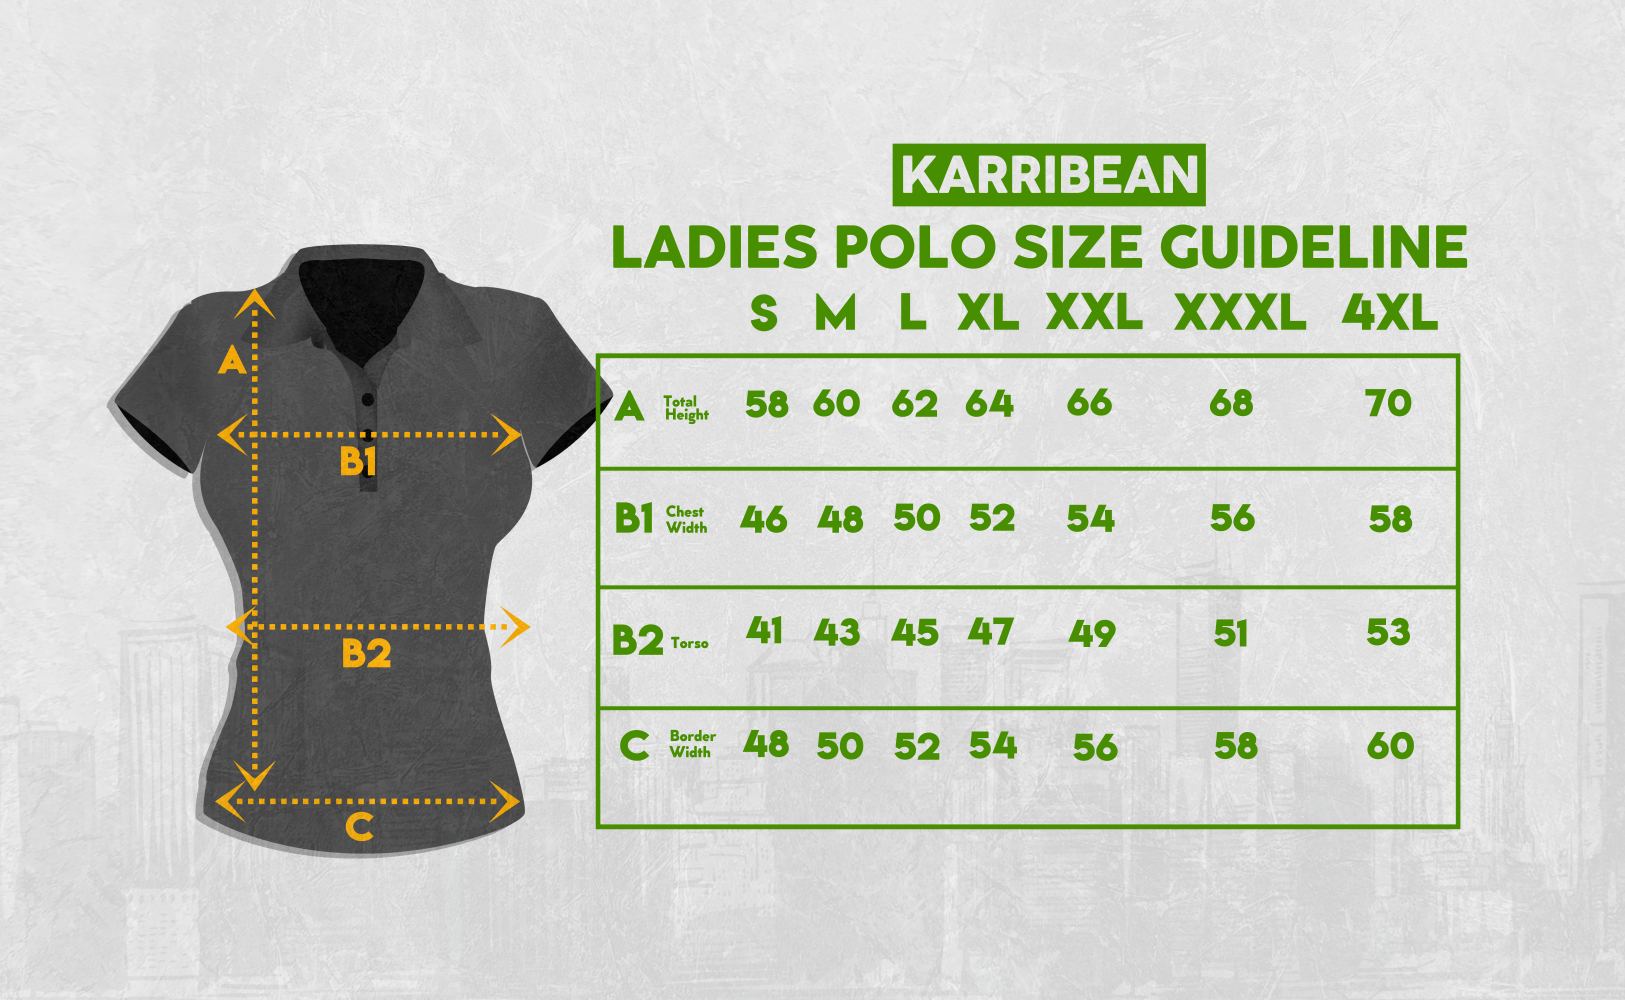 KARRIBEAN
LADIES POLO SIZE GUIDELINE
S M L XL XXL XXXL 4XL
A Total Height 58 60 62 64 66 68 70
B1 Chest Width 46 48 50 52 54 56 58
B2 Torso 41 43 45 47 49 51 53
C Border Width 48 50 52 54 56 58 60
A
B1
B2
C